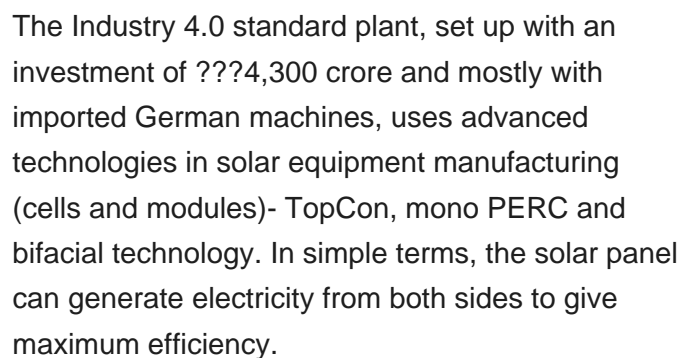 The Industry 4.0 standard plant, set up with an
investment of ???4,300 crore and mostly with
imported German machines, uses advanced
technologies in solar equipment manufacturing
(cells and modules)- TopCon, mono PERC and
bifacial technology. In simple terms, the solar panel
can generate electricity from both sides to give
maximum efficiency.